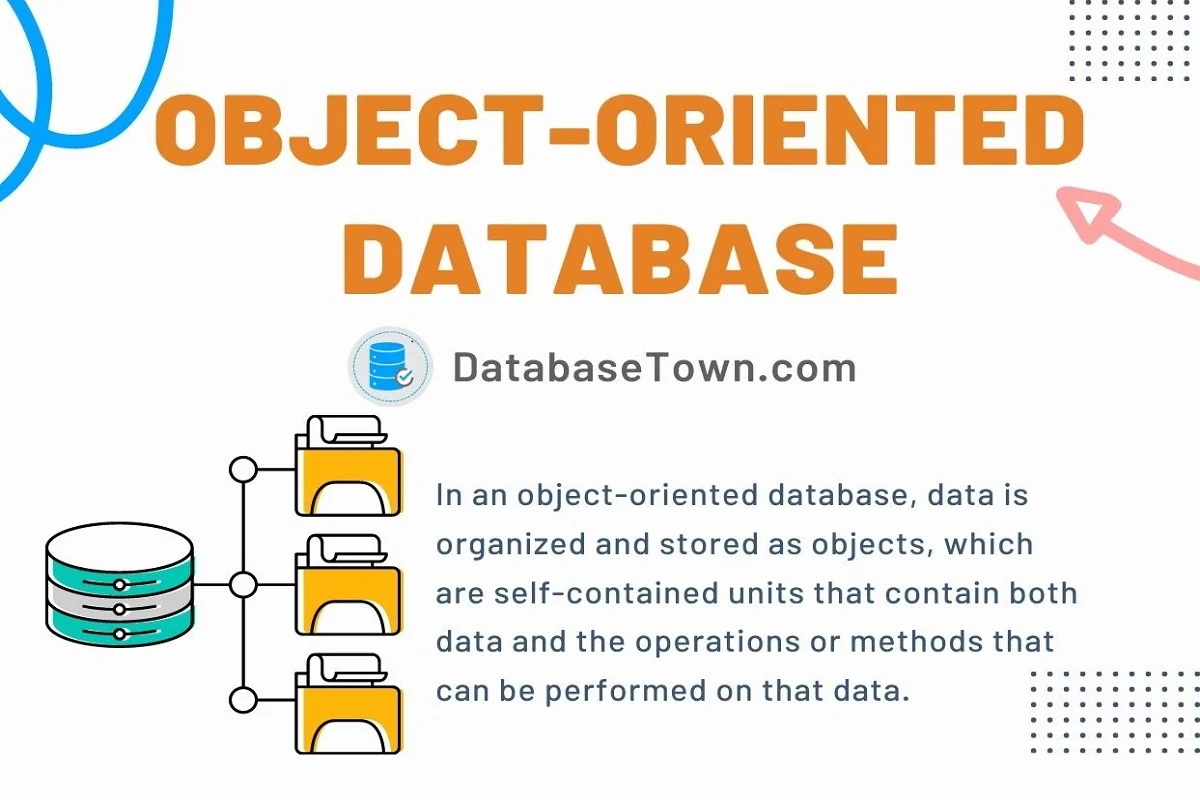 OBJECT-ORIENTED
DATABASE
DatabaseTown.com
In an object-oriented database, data is
organized and stored as objects, which
are self-contained units that contain both
data and the operations or methods that
can be performed on that data.